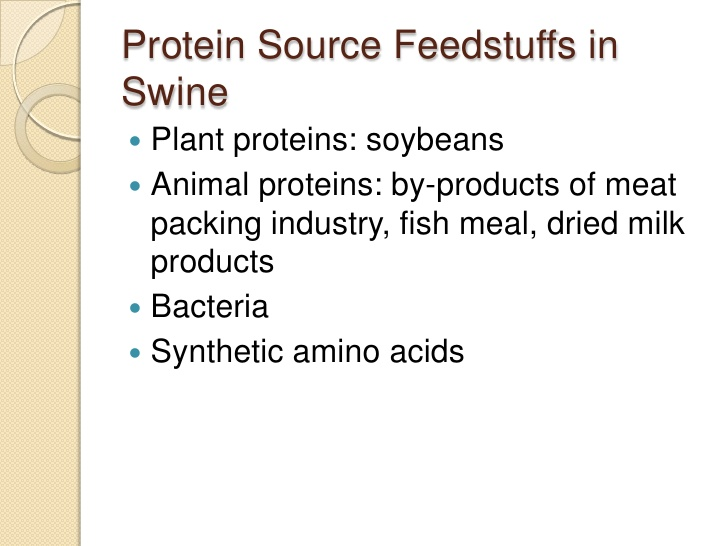 Protein Source Feedstuffs in
Swine
• Plant proteins: soybeans
• Animal proteins: by-products of meat
packing industry, fish meal, dried milk
products
• Bacteria
• Synthetic amino acids